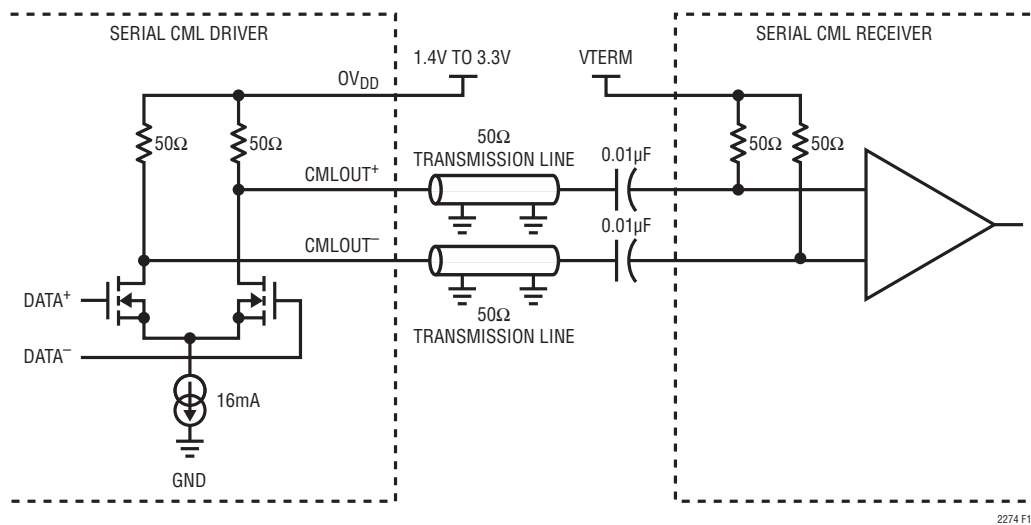 SERIAL CML DRIVER
SERIAL CML RECEIVER
1.4V TO 3.3V
VTERM
OVDD
50Ω
50Ω
50Ω
TRANSMISSION LINE
0.01µF
50Ω
50Ω
CMLOUT+
0.01µF
CMLOUT–
DATA+
50Ω
TRANSMISSION LINE
DATA–
16mA
GND
2274 F11